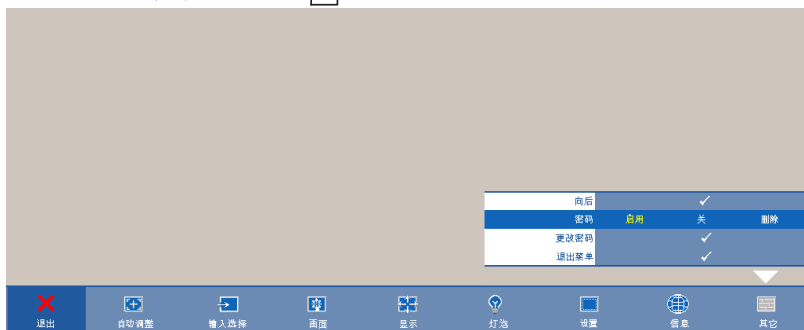 向后
密码 启用 关 删除
更改密码
退出菜单
退出 自动调整 输入选择 画面 显示 灯泡 设置 信息 其它